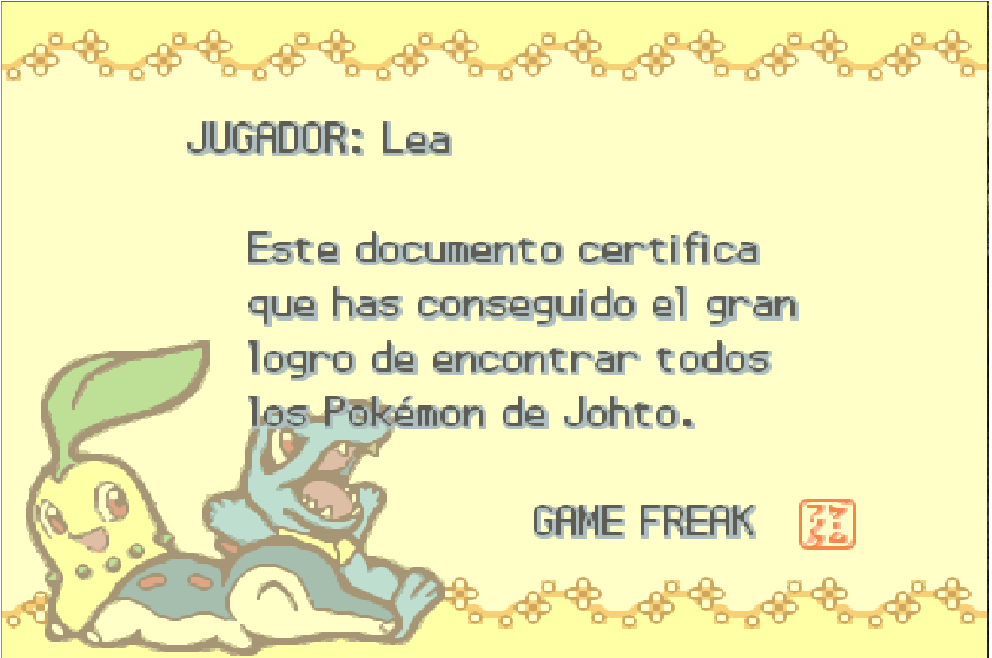 JUGADOR: Lea
Este documento certifica
que has conseguido el gran
logro de encontrar todos
los Pokémon de Johto.
GAME FREAK